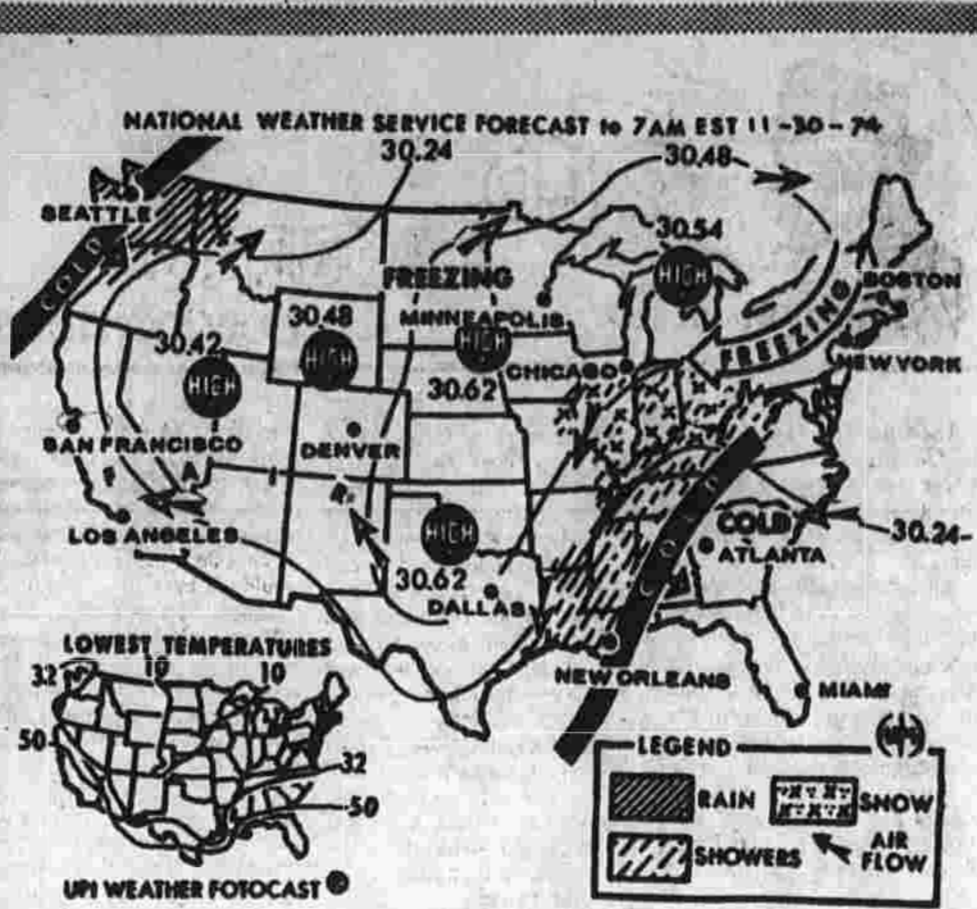 NATIONAL WEATHER SERVICE FORECAST to 7AM EST 11-30-74
30.24
30.48
SEATTLE
30.54
COLD
HIGH
FREEZING
BOSTON
30.48
MINNEAPOLIS
FREEZING
30.42
HIGH
HIGH
HIGH
CHICAGO
NEW YORK
30.62
SAN FRANCISCO
DENVER
F
A
I
R
HIGH
COLD
30.24
LOS ANGELES
ATLANTA
COLD
30.62
DALLAS
LOWEST TEMPERATURES
NEW ORLEANS
MIAMI
32
10
10
50
32
50
LEGEND
UPI
RAIN
SNOW
SHOWERS
AIR
FLOW
UPI WEATHER FOTOCAST ®